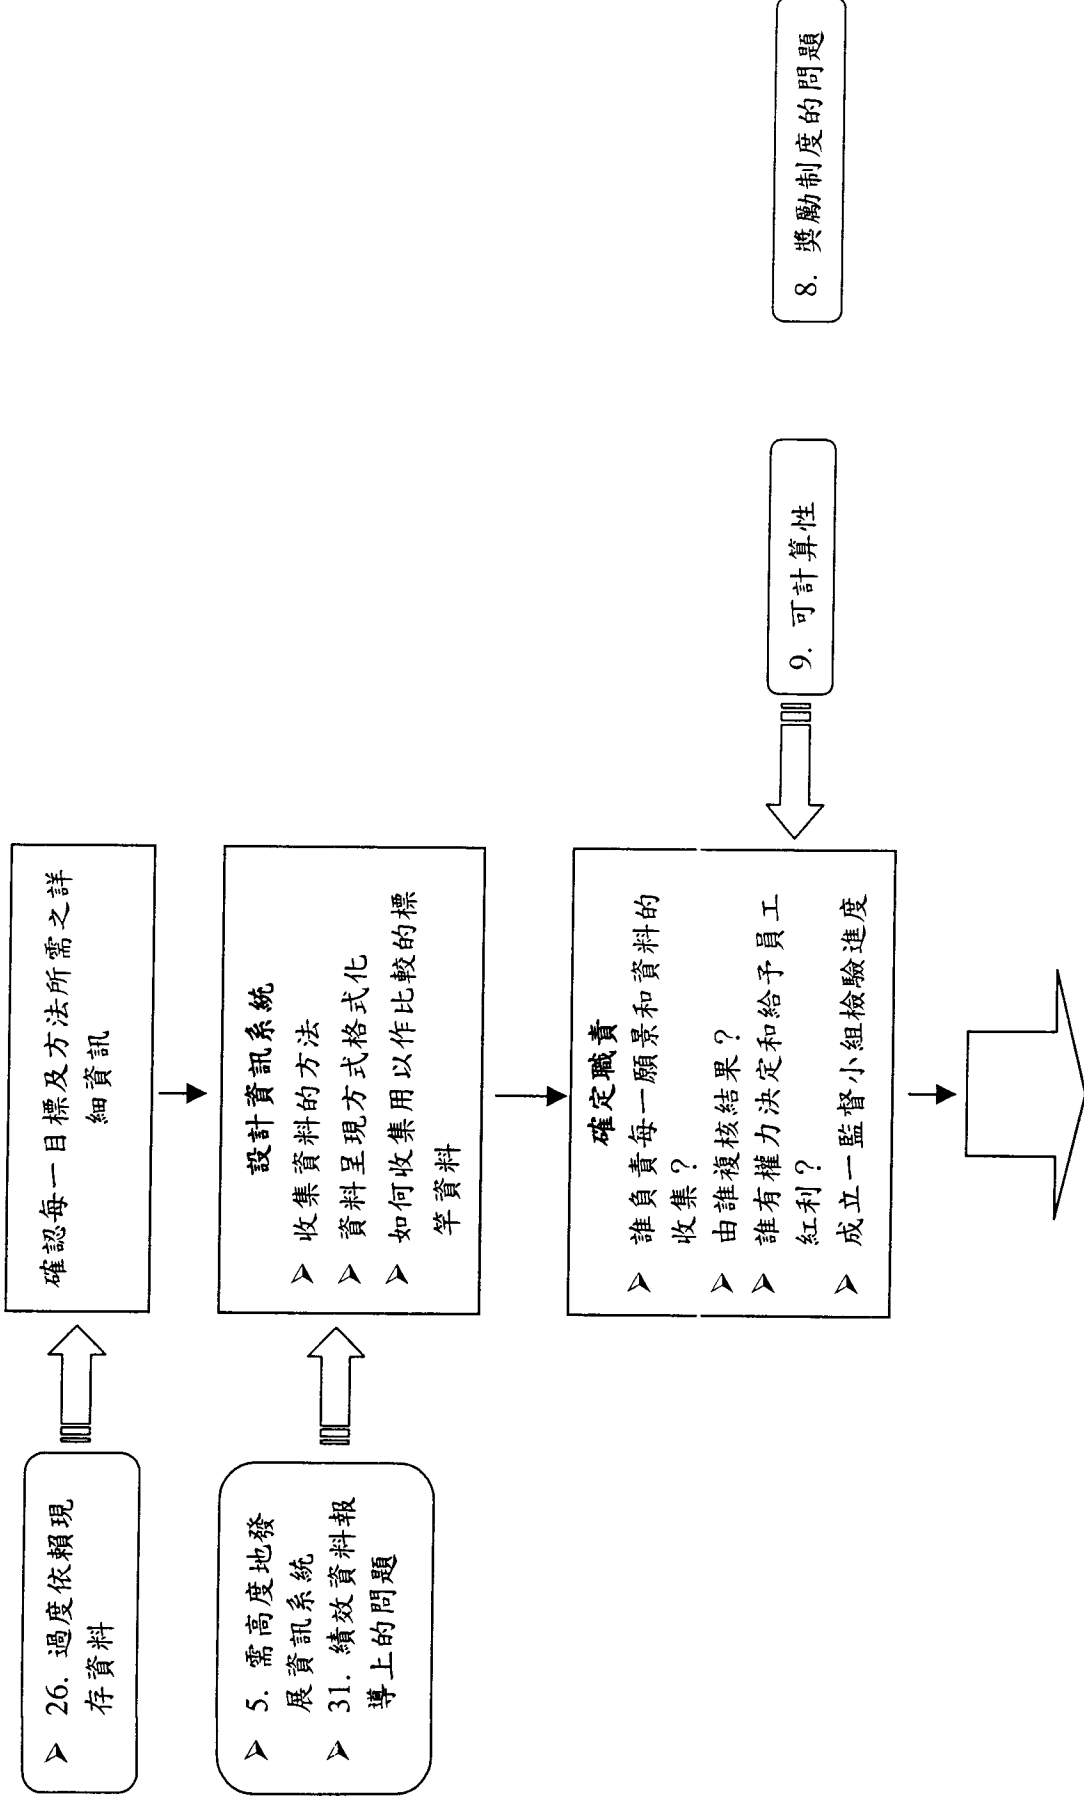 ➢ 26. 過度依賴現
存資料
確認每一目標及方法所需之詳
細資訊
➢ 5. 需高度地發
展資訊系統
➢ 31. 績效資料報
導上的問題
設計資訊系統
➢ 收集資料的方法
➢ 資料呈現方式格式化
➢ 如何收集用以作比較的標
竿資料
確定職責
➢ 誰負責每一願景和資料的
收集?
➢ 由誰複核結果?
➢ 誰有權力決定和給予員工
紅利?
➢ 成立一監督小組檢驗進度
9. 可計算性
8. 獎勵制度的問題